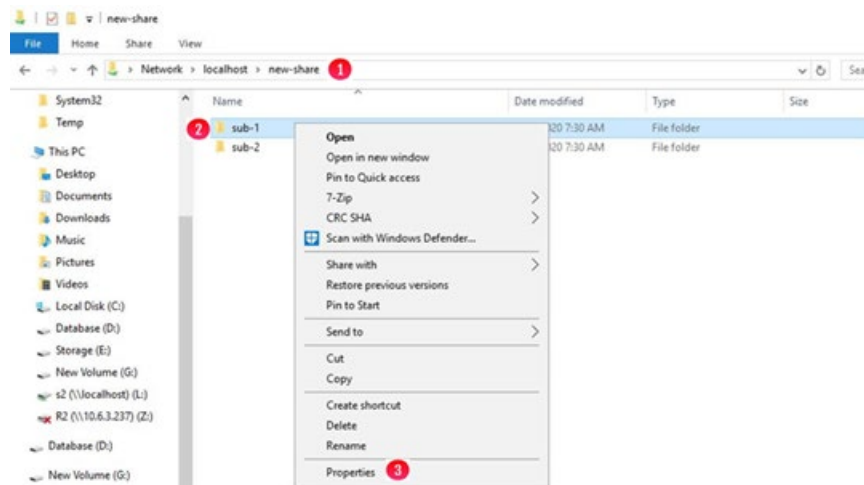 new-share
File Home Share View
Network > localhost > new-share 1
Name Date modified Type Size
System32
Temp
This PC
Desktop
Documents
Downloads
Music
Pictures
Videos
Local Disk (C:)
Database (D:)
Storage (E:)
New Volume (G:)
s2 (\\localhost) (L:)
R2 (\\10.6.3.237) (Z:)
Database (D:)
New Volume (G:)
2 sub-1 020 7:30 AM File folder
sub-2 020 7:30 AM File folder
Open
Open in new window
Pin to Quick access
7-Zip
CRC SHA
Scan with Windows Defender...
Share with
Restore previous versions
Pin to Start
Send to
Cut
Copy
Create shortcut
Delete
Rename
Properties 3